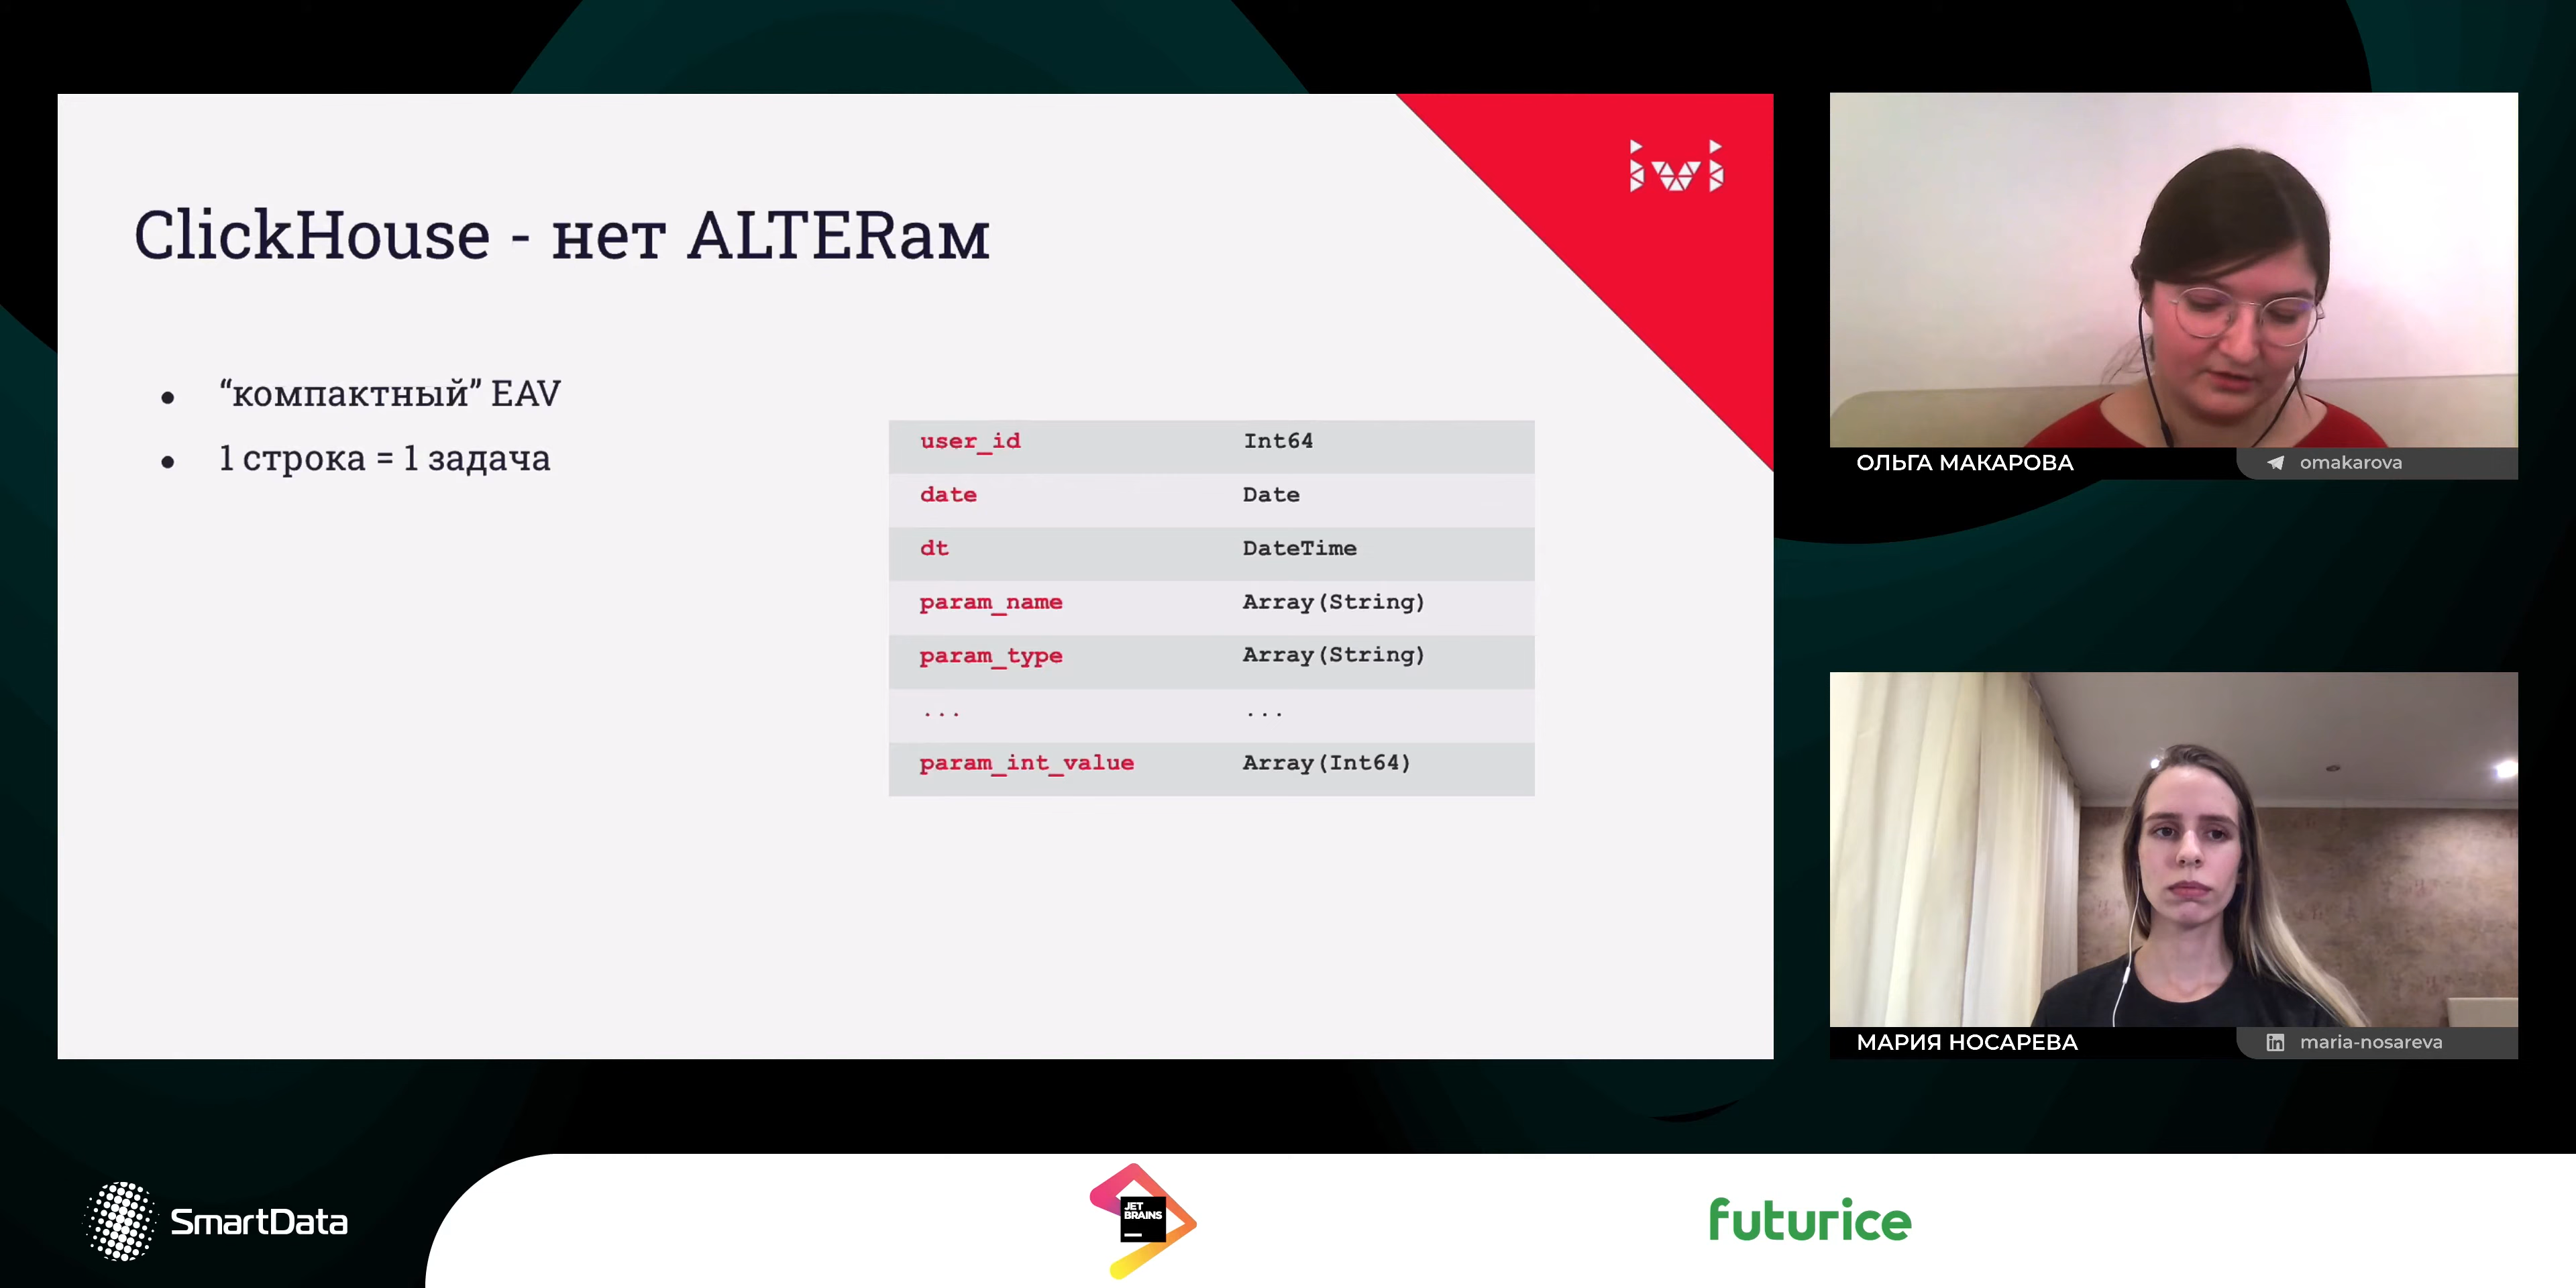 ivi
ClickHouse - нет ALTERам
“компактный” EAV
1 строка = 1 задача
user_id Int64
date Date
dt DateTime
param_name Array(String)
param_type Array(String)
... ...
param_int_value Array(Int64)
ОЛЬГА МАКАРОВА
omakarova
МАРИЯ НОСАРЕВА
in maria-nosareva
SmartData
JET
BRAINS
futurice